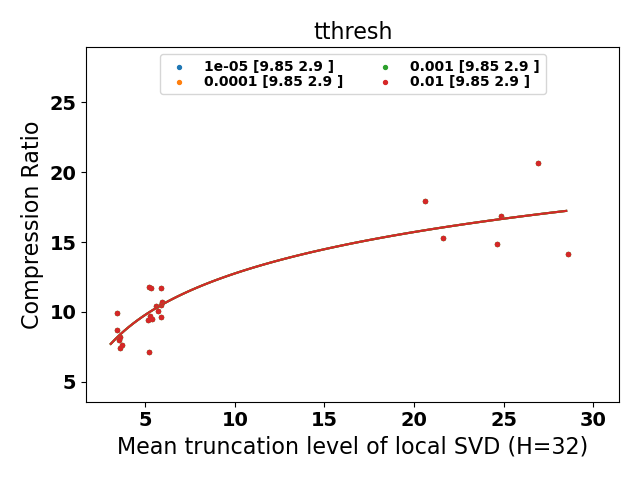 tthresh
1e-05 [9.85 2.9 ]
0.0001 [9.85 2.9 ]
0.001 [9.85 2.9 ]
0.01 [9.85 2.9 ]
Compression Ratio
25
20
15
10
5
5 10 15 20 25 30
Mean truncation level of local SVD (H=32)